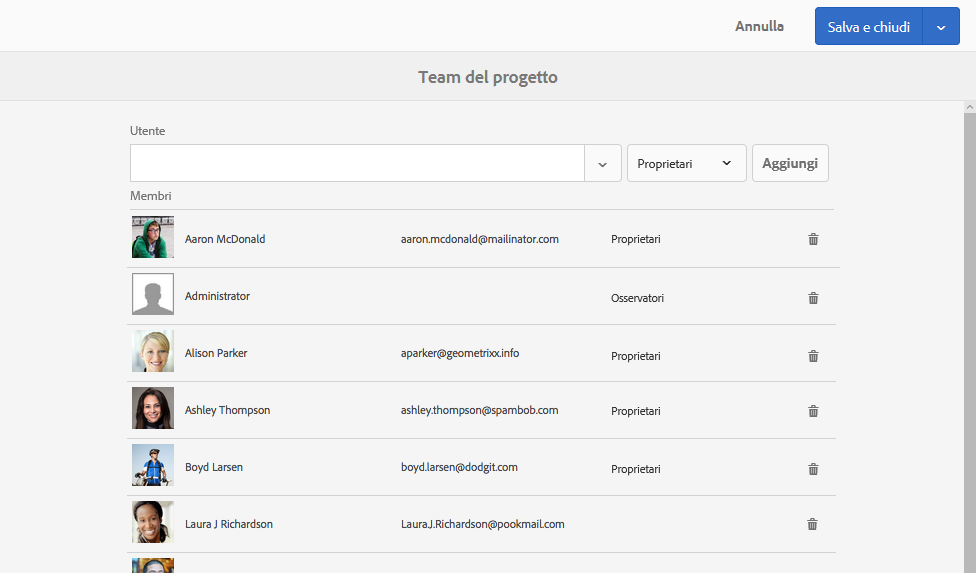 Annulla
Salva e chiudi
Team del progetto
Utente
Proprietari
Aggiungi
Membri
Aaron McDonald aaron.mcdonald@mailinator.com Proprietari
Administrator Osservatori
Alison Parker aparker@geometrixx.info Proprietari
Ashley Thompson ashley.thompson@spambob.com Proprietari
Boyd Larsen boyd.larsen@dodgit.com Proprietari
Laura J Richardson Laura.J.Richardson@pookmail.com